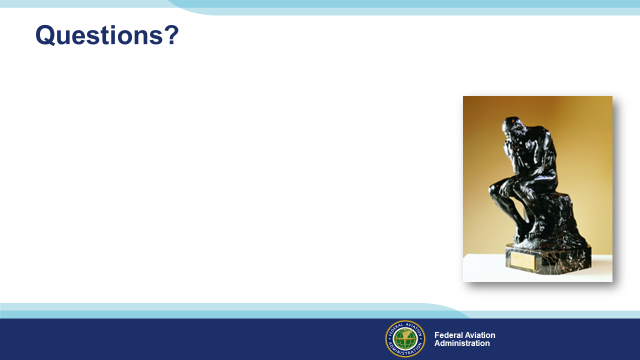 Questions?
Federal Aviation
Administration